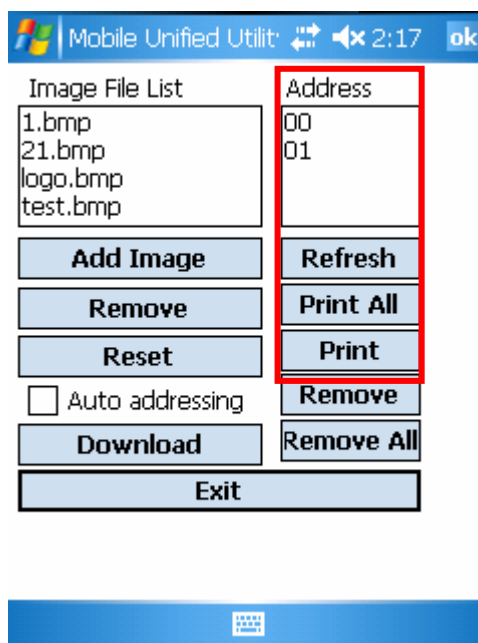 Mobile Unified Utilit 2:17 ok
Image File List
1.bmp
21.bmp
logo.bmp
test.bmp
Address
00
01
Add Image
Remove
Reset
Auto addressing
Download
Refresh
Print All
Print
Remove
Remove All
Exit